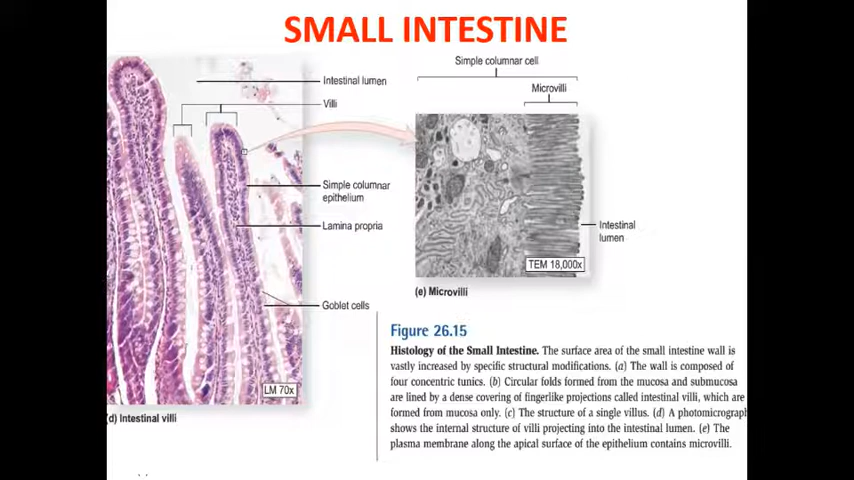 SMALL INTESTINE
Simple columnar cell
Microvilli
Intestinal lumen
Villi
Simple columnar
epithelium
Lamina propria
Goblet cells
LM 70x
(d) Intestinal villi
Intestinal
lumen
TEM 18,000x
(e) Microvilli
Figure 26.15
Histology of the Small Intestine. The surface area of the small intestine wall is
vastly increased by specific structural modifications. (a) The wall is composed of
four concentric tunics. (b) Circular folds formed from the mucosa and submucosa
are lined by a dense covering of fingerlike projections called intestinal villi, which are
formed from mucosa only. (c) The structure of a single villus. (d) A photomicrograph
shows the internal structure of villi projecting into the intestinal lumen. (e) The
plasma membrane along the apical surface of the epithelium contains microvilli.